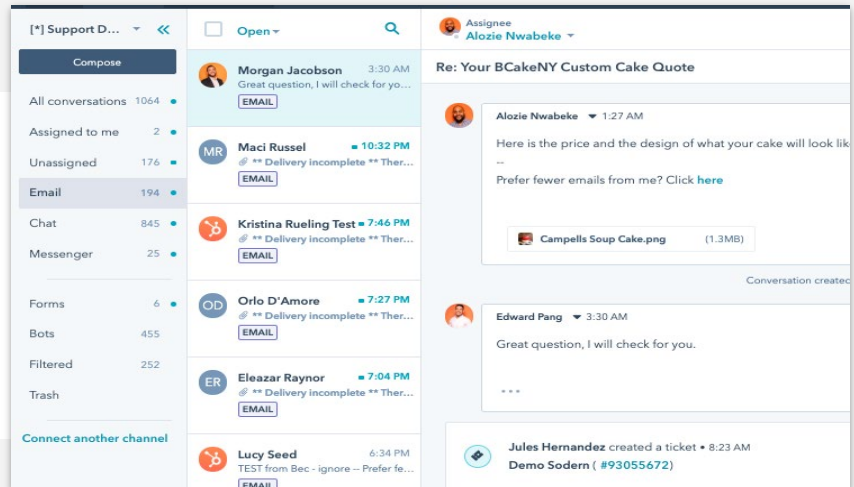 [*] Support D...
Compose
All conversations 1064
Assigned to me 2
Unassigned 176
Email 194
Chat 845
Messenger 25
Forms 6
Bots 455
Filtered 252
Trash
Connect another channel
Open
Morgan Jacobson 3:30 AM
Great question, I will check for yo...
EMAIL
MR
Maci Russel 10:32 PM
** Delivery incomplete ** Ther...
EMAIL
Kristina Rueling Test 7:46 PM
** Delivery incomplete ** Ther...
EMAIL
OD
Orlo D'Amore 7:27 PM
** Delivery incomplete ** Ther...
EMAIL
ER
Eleazar Raynor 7:04 PM
** Delivery incomplete ** Ther...
EMAIL
Lucy Seed 6:34 PM
TEST from Bec - ignore -- Prefer fe...
EMAIL
Assignee
Alozie Nwabeke
Re: Your BCakeNY Custom Cake Quote
Alozie Nwabeke 1:27 AM
Here is the price and the design of what your cake will look lik
--
Prefer fewer emails from me? Click here
Campells Soup Cake.png (1.3MB)
Conversation created
Edward Pang 3:30 AM
Great question, I will check for you.
Jules Hernandez created a ticket • 8:23 AM
Demo Sodern ( #93055672)